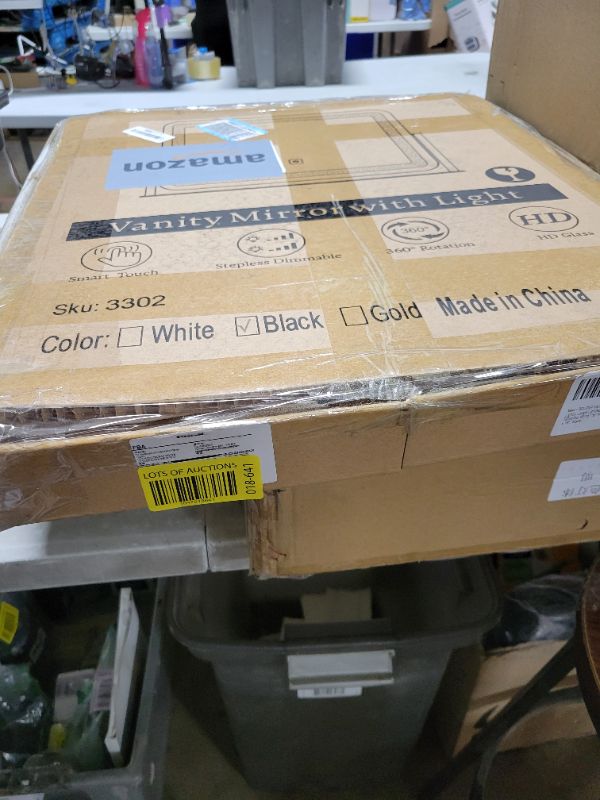 amazon
Vanity Mirror with Light
360°
HD
Smart Touch
Stepless Dimmable
360° Rotation
HD Glass
Sku: 3302
Color: ☐ White ☑ Black ☐ Gold Made in China
LOTS OF AUCTIONS
018-641